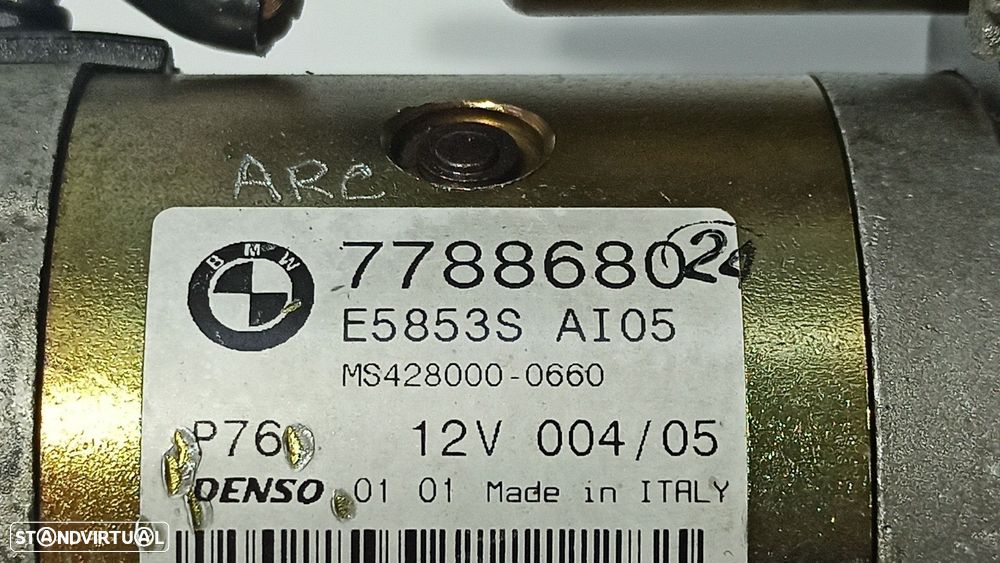 ARC
BMW
7788680
E5853S AI05
MS428000-0660
P76 12V 004/05
DENSO 01 01 Made in ITALY
STANDVIRTUAL